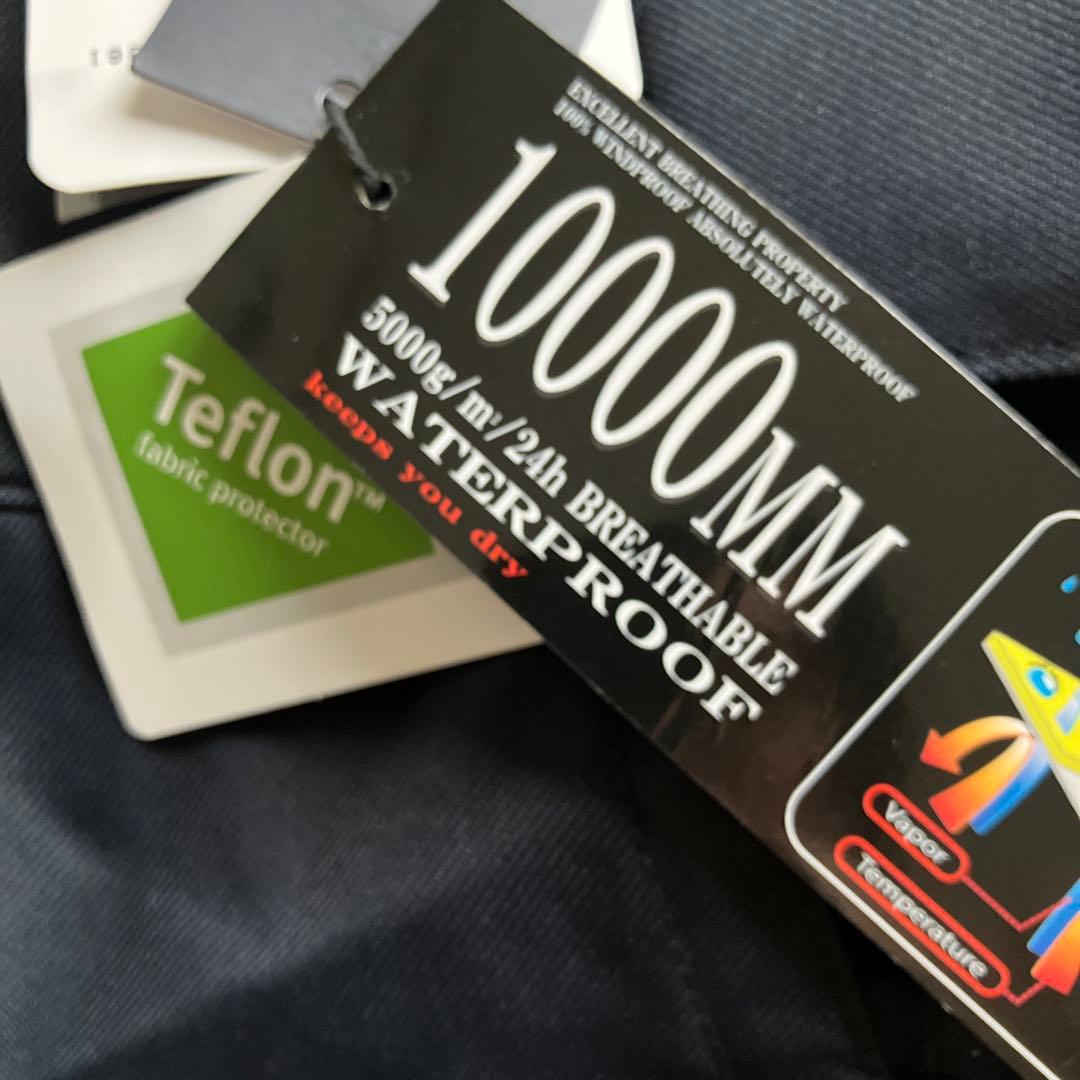 EXCELLENT BREATHING PROPERTY
100% WINDPROOF ABSOLUTELY WATERPROOF
10000MM
5000g/m²/24h BREATHABLE
WATERPROOF
keeps you dry
Teflon™
fabric protector
Vapor
Temperature